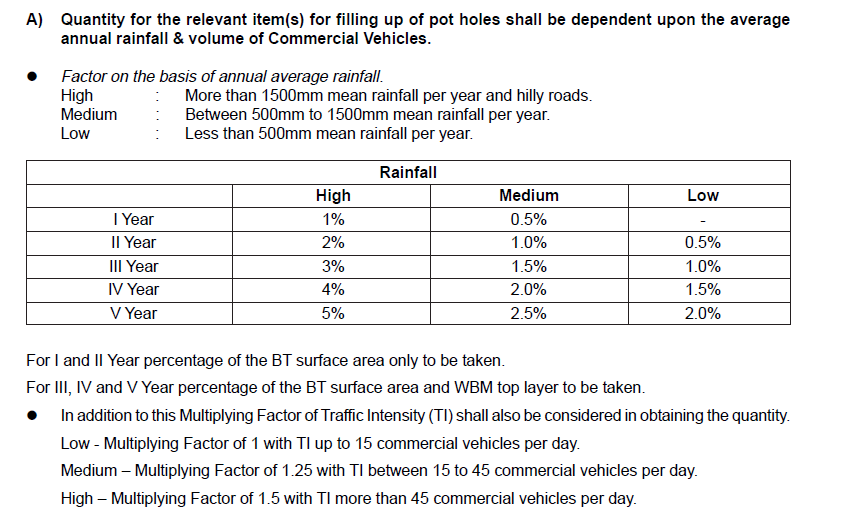 A) Quantity for the relevant item(s) for filling up of pot holes shall be dependent upon the average
annual rainfall & volume of Commercial Vehicles.
● Factor on the basis of annual average rainfall.
High : More than 1500mm mean rainfall per year and hilly roads.
Medium : Between 500mm to 1500mm mean rainfall per year.
Low : Less than 500mm mean rainfall per year.
Rainfall
High Medium Low
I Year 1% 0.5% -
II Year 2% 1.0% 0.5%
III Year 3% 1.5% 1.0%
IV Year 4% 2.0% 1.5%
V Year 5% 2.5% 2.0%
For I and II Year percentage of the BT surface area only to be taken.
For III, IV and V Year percentage of the BT surface area and WBM top layer to be taken.
● In addition to this Multiplying Factor of Traffic Intensity (TI) shall also be considered in obtaining the quantity.
Low - Multiplying Factor of 1 with TI up to 15 commercial vehicles per day.
Medium – Multiplying Factor of 1.25 with TI between 15 to 45 commercial vehicles per day.
High – Multiplying Factor of 1.5 with TI more than 45 commercial vehicles per day.